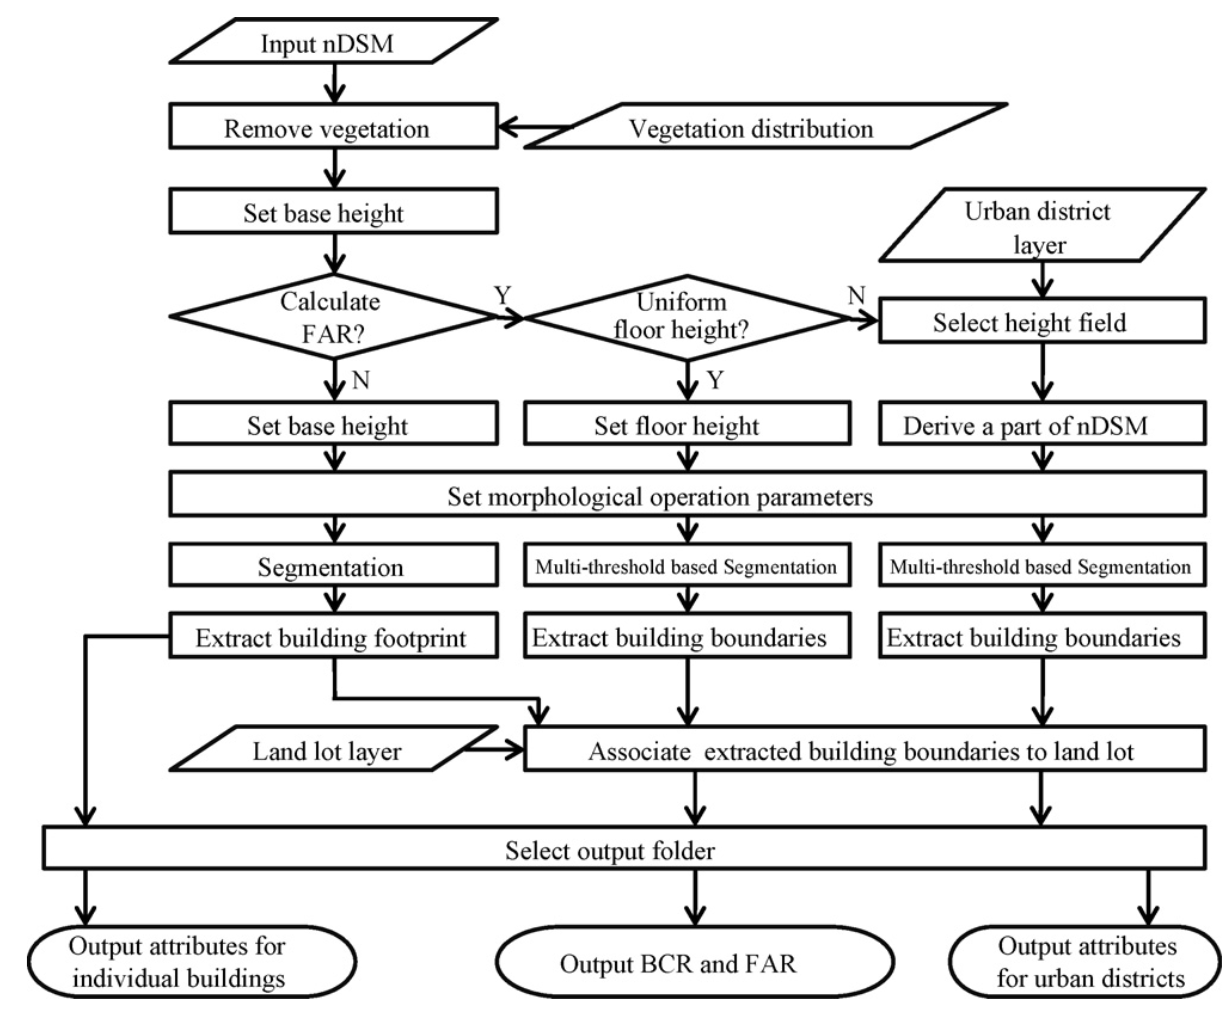 Input nDSM
Remove vegetation
Vegetation distribution
Set base height
Urban district
layer
Calculate
FAR?
Y
Uniform
floor height?
N
Select height field
N
Y
Set base height
Set floor height
Derive a part of nDSM
Set morphological operation parameters
Segmentation
Multi-threshold based Segmentation
Multi-threshold based Segmentation
Extract building footprint
Extract building boundaries
Extract building boundaries
Land lot layer
Associate extracted building boundaries to land lot
Select output folder
Output attributes for
individual buildings
Output BCR and FAR
Output attributes
for urban districts